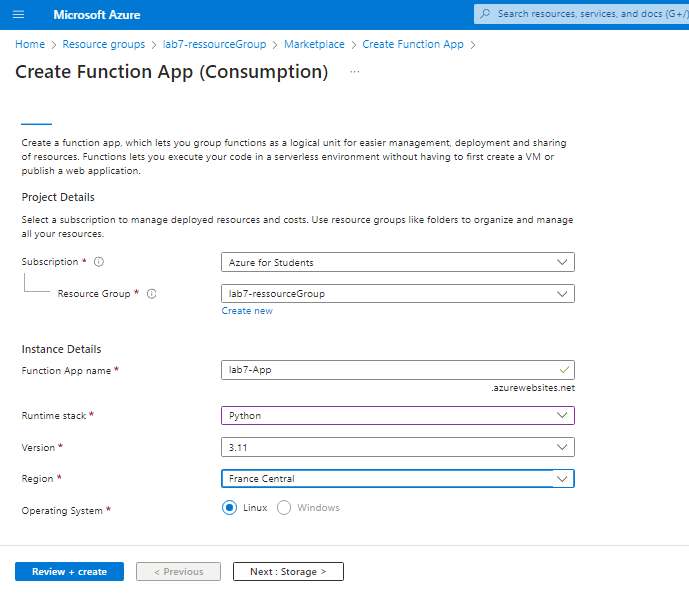 Microsoft Azure
Search resources, services, and docs (G+/)
Home > Resource groups > lab7-ressourceGroup > Marketplace > Create Function App >
Create Function App (Consumption) ...
Create a function app, which lets you group functions as a logical unit for easier management, deployment and sharing
of resources. Functions lets you execute your code in a serverless environment without having to first create a VM or
publish a web application.
Project Details
Select a subscription to manage deployed resources and costs. Use resource groups like folders to organize and manage
all your resources.
Subscription *
Azure for Students
Resource Group *
lab7-ressourceGroup
Create new
Instance Details
Function App name *
lab7-App
.azurewebsites.net
Runtime stack *
Python
Version *
3.11
Region *
France Central
Operating System *
Linux
Windows
Review + create
< Previous
Next : Storage >